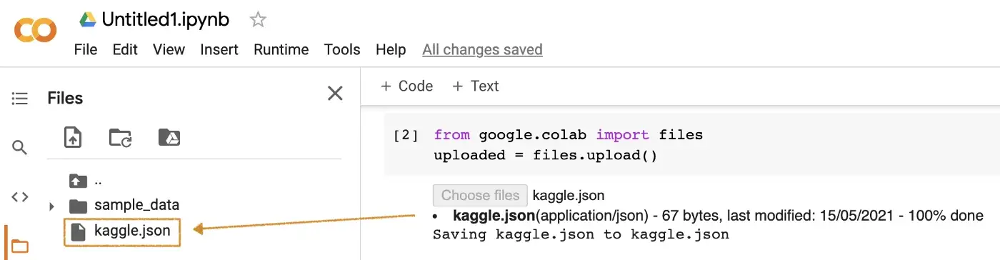 Untitled1.ipynb
File Edit View Insert Runtime Tools Help All changes saved
Files
+ Code + Text
[2] from google.colab import files
uploaded = files.upload()
..
sample_data
kaggle.json
Choose files kaggle.json
• kaggle.json(application/json) - 67 bytes, last modified: 15/05/2021 - 100% done
Saving kaggle.json to kaggle.json